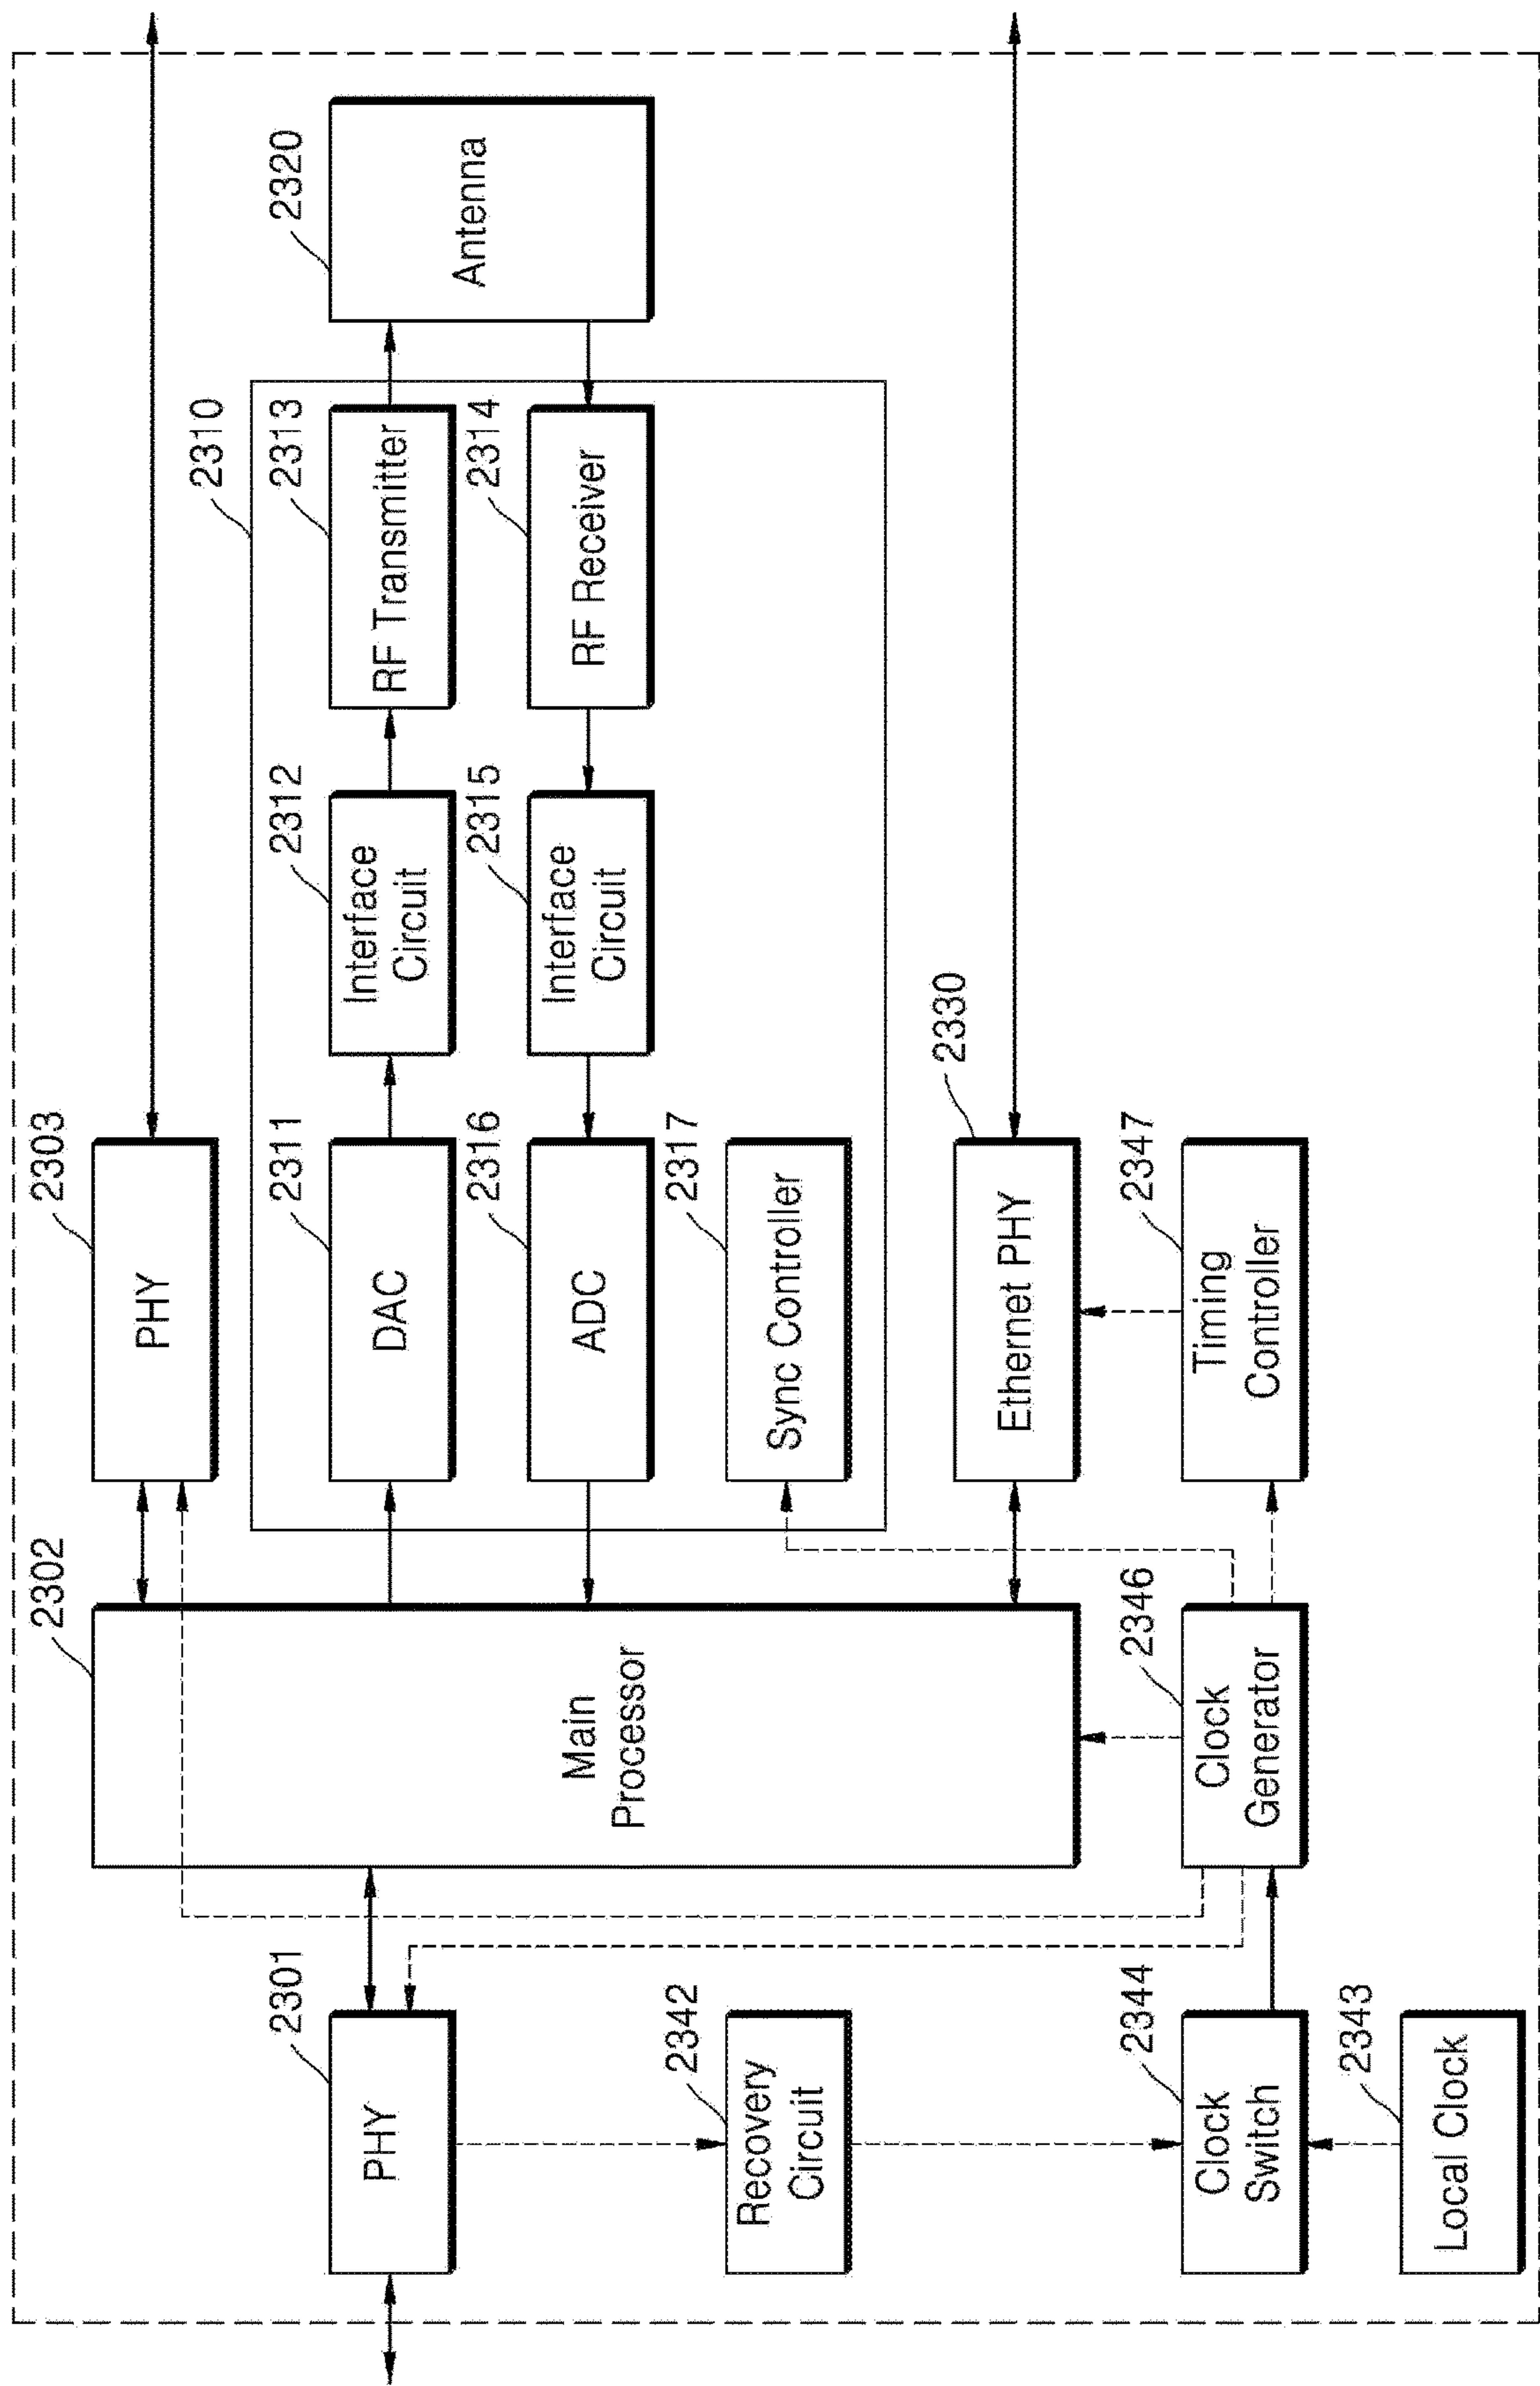 2301
PHY
2302
Main
Processor
2303
PHY
2310
2311
DAC
2312
Interface
Circuit
2313
RF Transmitter
2320
Antenna
2316
ADC
2315
Interface
Circuit
2314
RF Receiver
2317
Sync Controller
2342
Recovery
Circuit
2330
Ethernet PHY
2344
Clock
Switch
2346
Clock
Generator
2347
Timing
Controller
2343
Local Clock